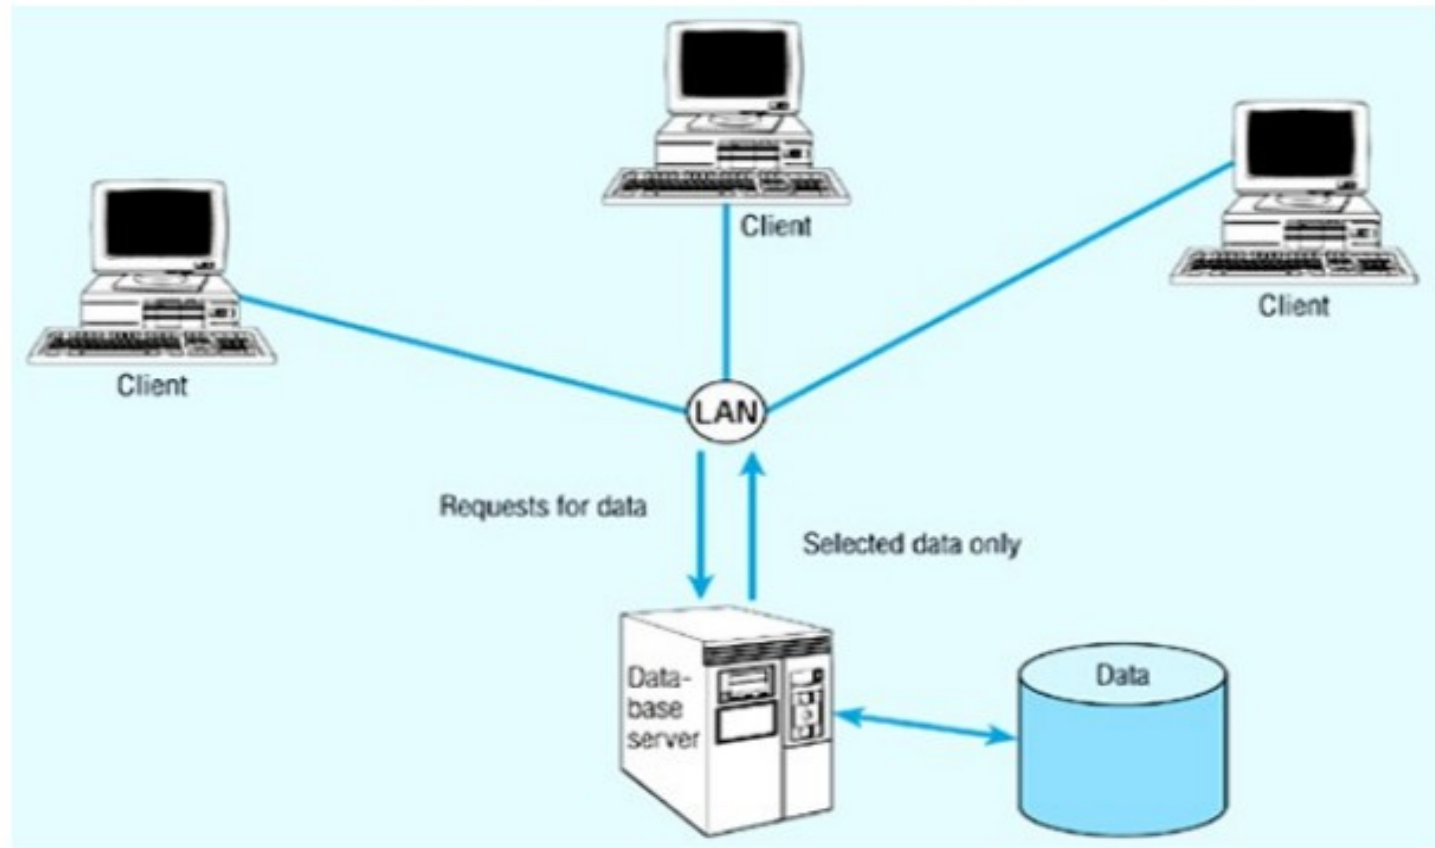 Client
Client
Client
LAN
Requests for data
Selected data only
Data-
base
server
Data